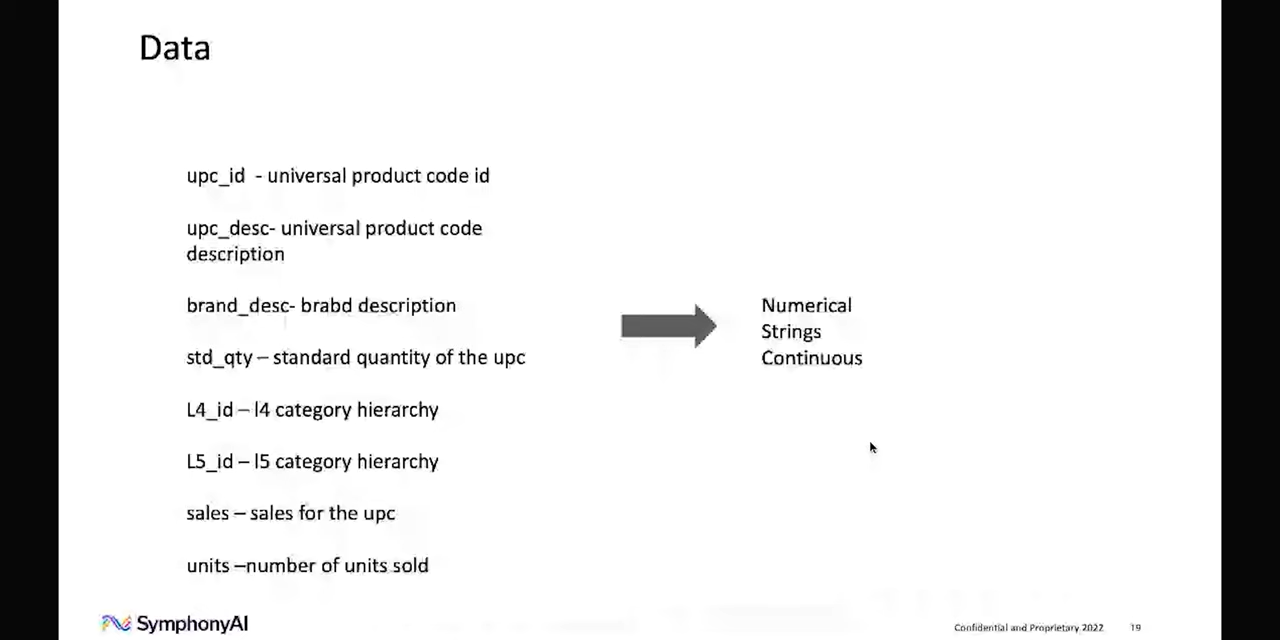 Data
upc_id - universal product code id
upc_desc- universal product code
description
brand_desc- brabd description
std_qty – standard quantity of the upc
L4_id – l4 category hierarchy
L5_id – l5 category hierarchy
sales – sales for the upc
units –number of units sold
Numerical
Strings
Continuous
SymphonyAI
Confidential and Proprietary 2022 19